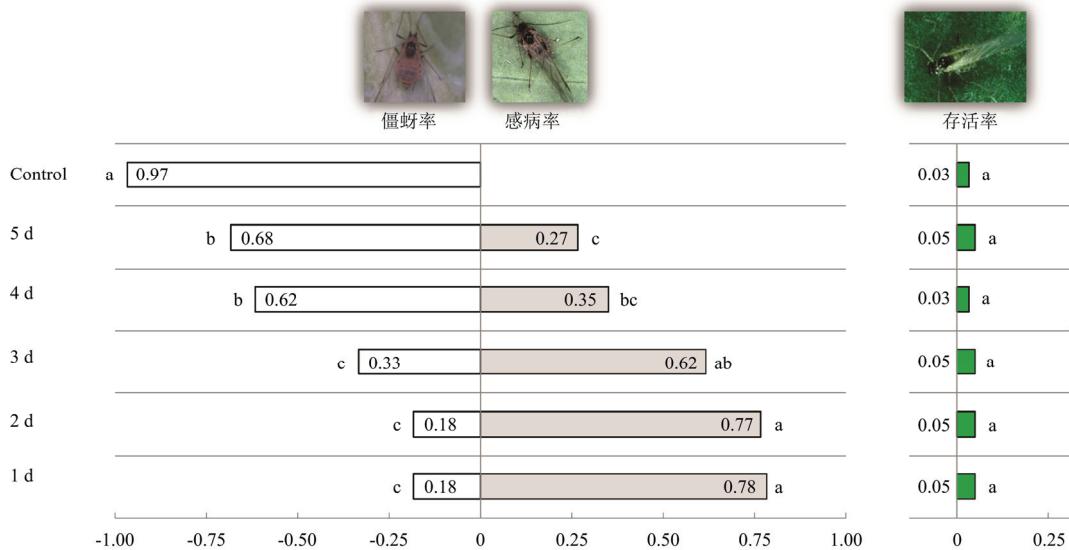 僵蚜率 感病率 存活率
Control a 0.97 0.03 a
5 d b 0.68 0.27 c 0.05 a
4 d b 0.62 0.35 bc 0.03 a
3 d c 0.33 0.62 ab 0.05 a
2 d c 0.18 0.77 a 0.05 a
1 d c 0.18 0.78 a 0.05 a
-1.00 -0.75 -0.50 -0.25 0 0.25 0.50 0.75 1.00 0 0.25